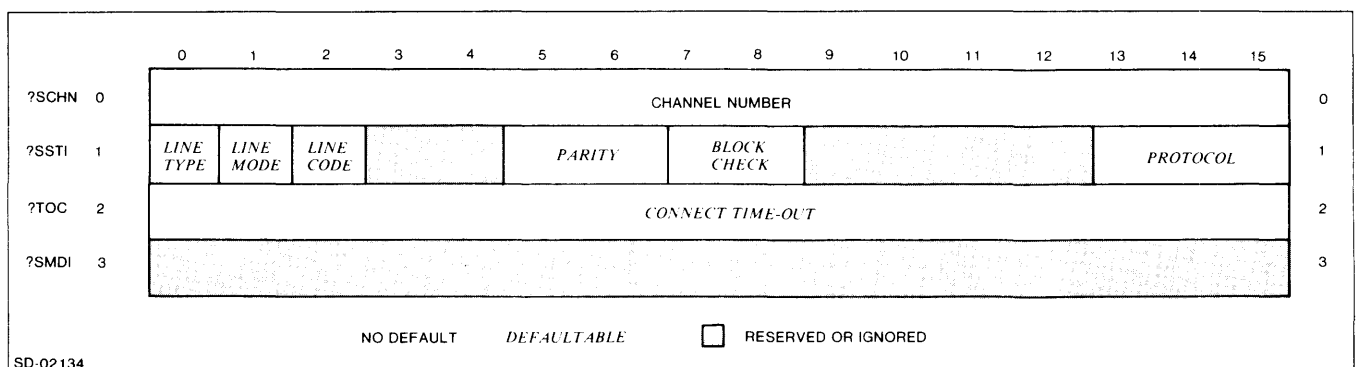 0 1 2 3 4 5 6 7 8 9 10 11 12 13 14 15
?SCHN 0 CHANNEL NUMBER 0
?SSTI 1 LINE TYPE LINE MODE LINE CODE PARITY BLOCK CHECK PROTOCOL 1
?TOC 2 CONNECT TIME-OUT 2
?SMDI 3 3
NO DEFAULT DEFAULTABLE RESERVED OR IGNORED
SD-02134